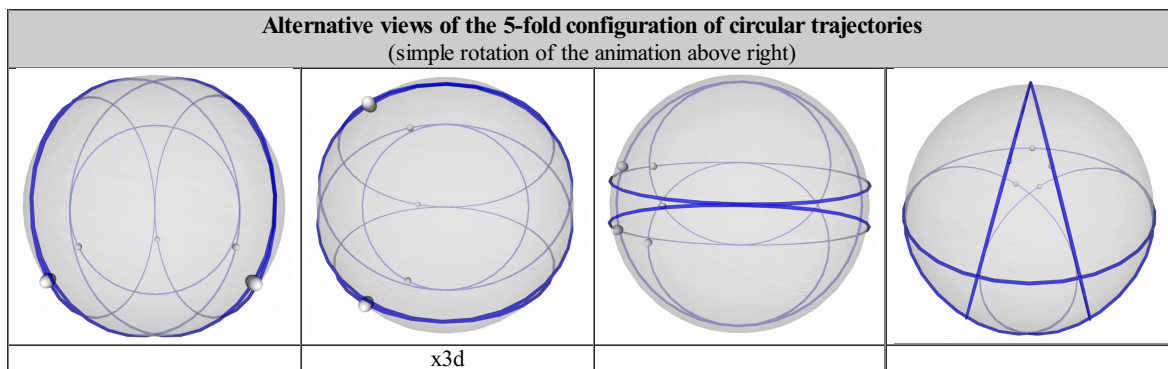 Alternative views of the 5-fold configuration of circular trajectories
(simple rotation of the animation above right)
x3d